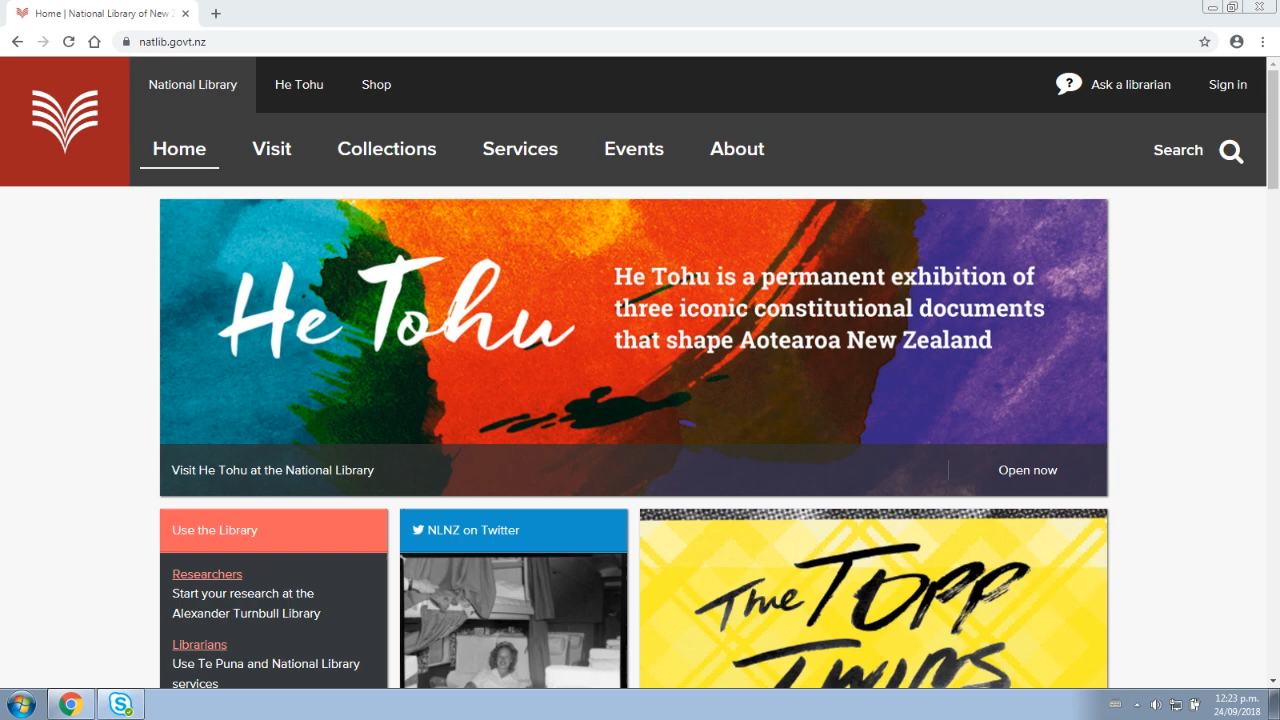 Home | National Library of New Z
natlib.govt.nz
National Library
He Tohu
Shop
? Ask a librarian
Sign in
Home
Visit
Collections
Services
Events
About
Search
He Tohu
He Tohu is a permanent exhibition of
three iconic constitutional documents
that shape Aotearoa New Zealand
Visit He Tohu at the National Library
Open now
Use the Library
Researchers
Start your research at the
Alexander Turnbull Library
Librarians
Use Te Puna and National Library
services
NLNZ on Twitter
The TOPP
TWINS
12:23 p.m.
24/09/2018